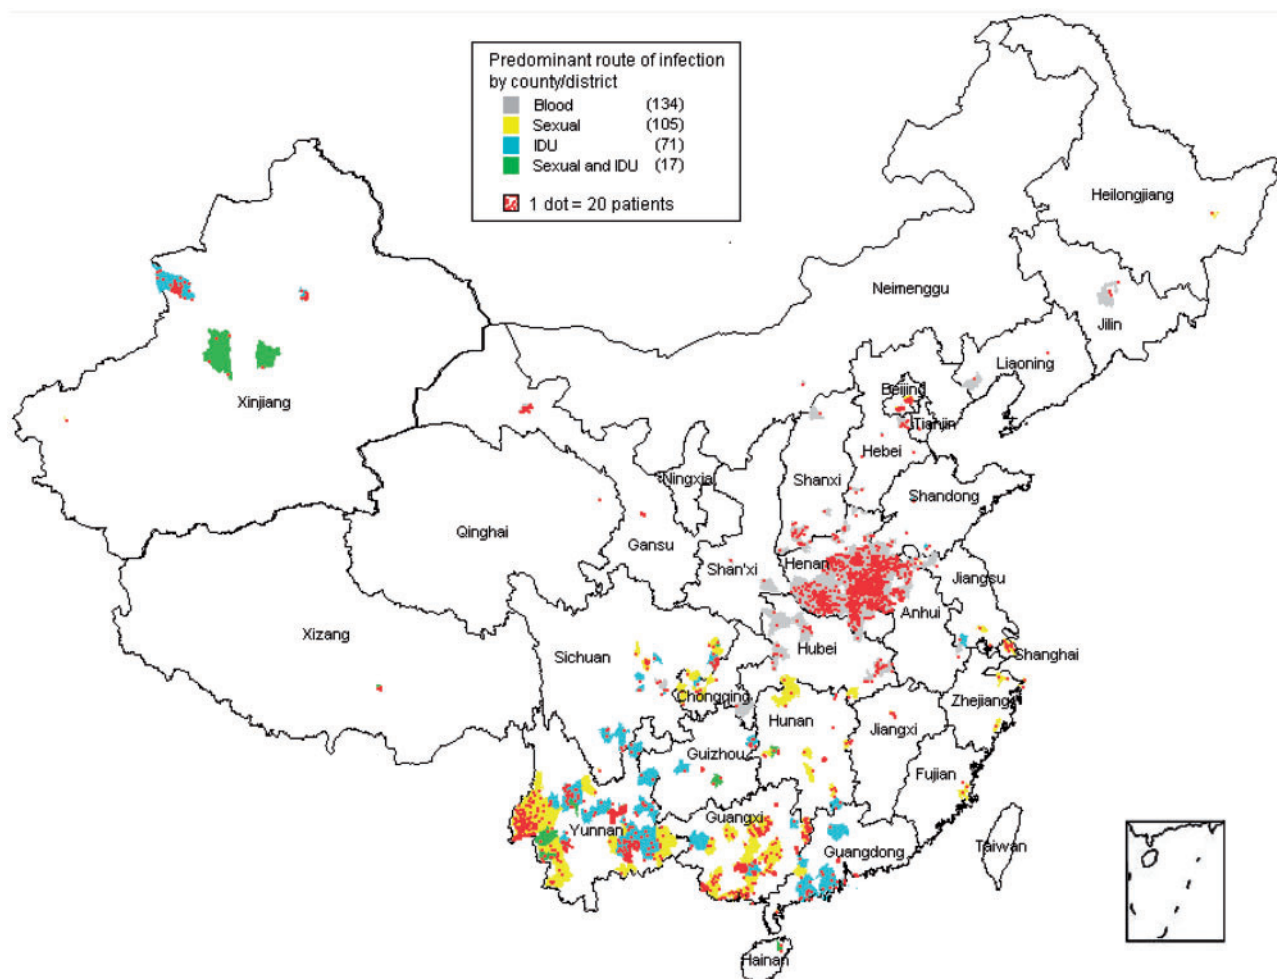 Predominant route of infection
by county/district
Blood (134)
Sexual (105)
IDU (71)
Sexual and IDU (17)
1 dot = 20 patients
Heilongjiang
Neimenggu
Jilin
Liaoning
Beijing
Tianjin
Xinjiang
Hebei
Ningxia
Shanxi
Shandong
Qinghai
Gansu
Shan'xi
Henan
Jiangsu
Anhui
Xizang
Sichuan
Hubei
Shanghai
Chongqing
Zhejiang
Hunan
Jiangxi
Guizhou
Fujian
Yunnan
Guangxi
Guangdong
Taiwan
Hainan